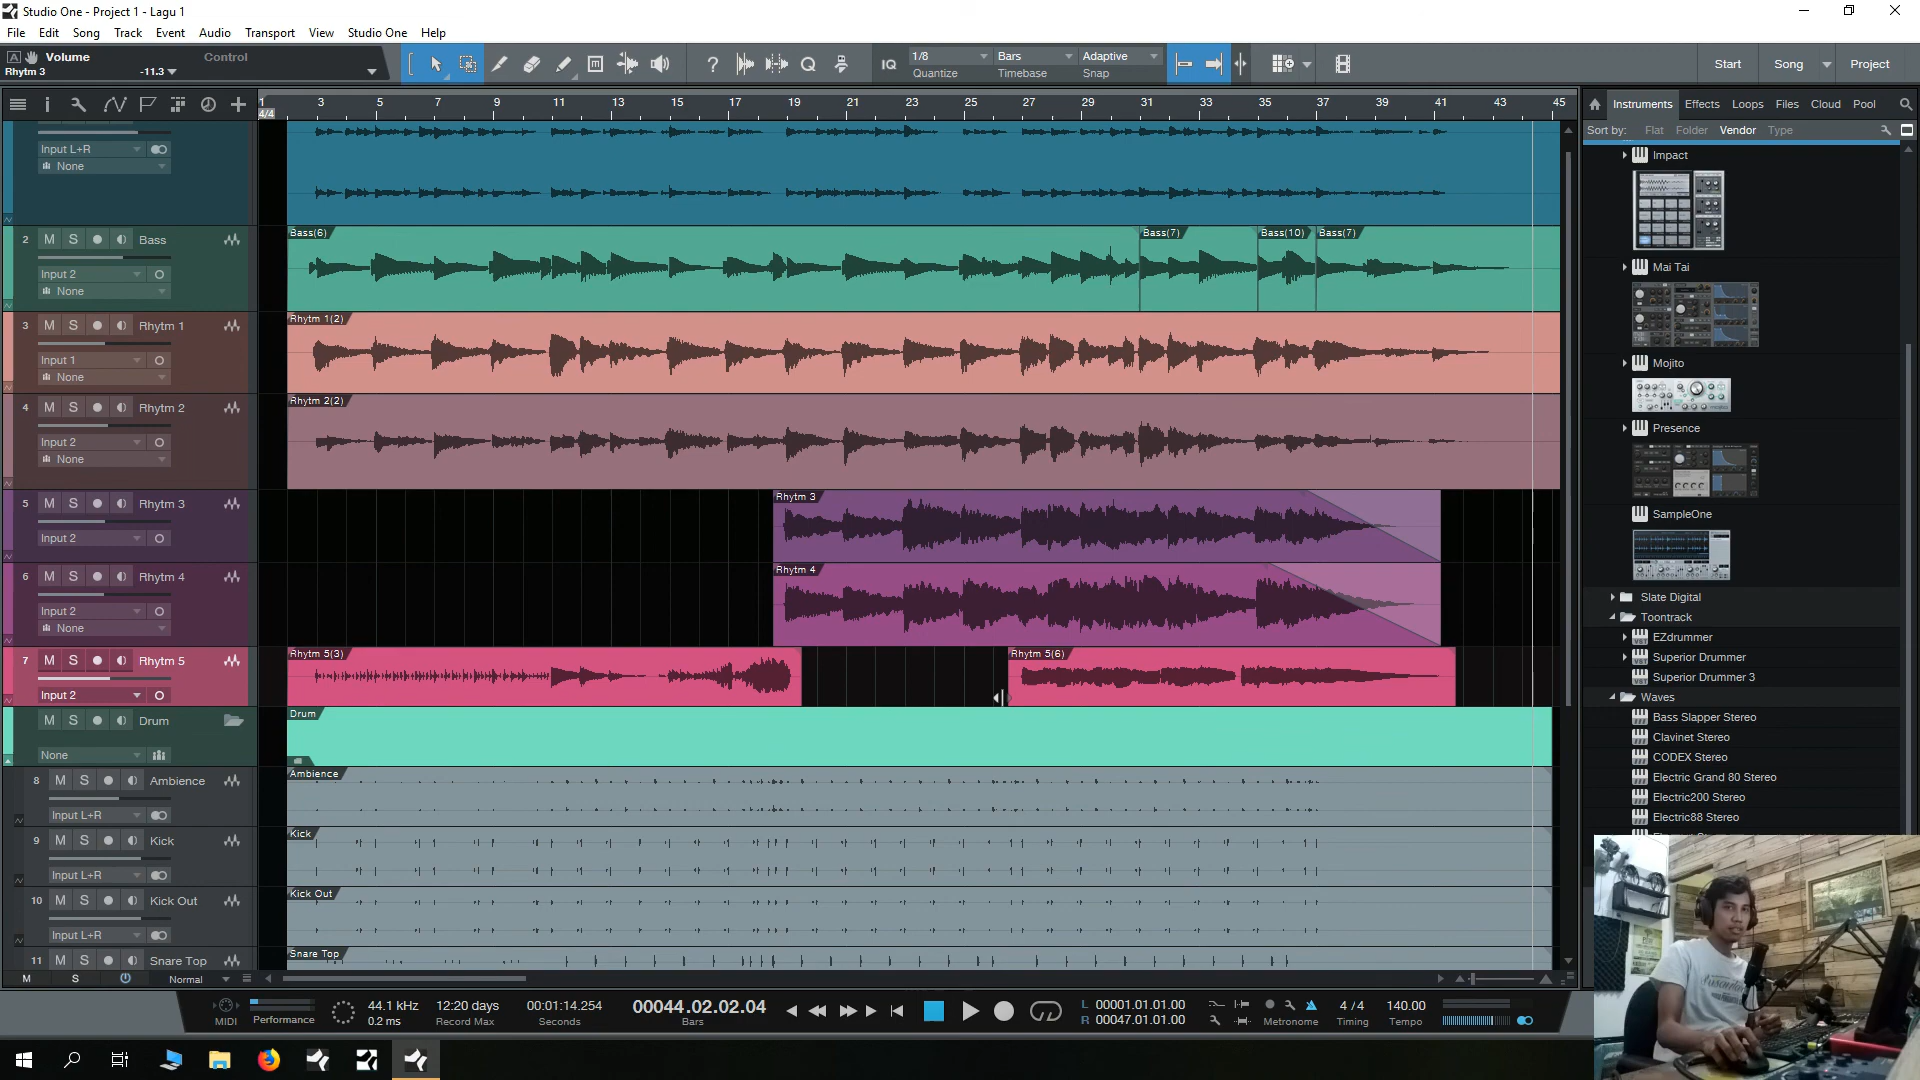 Studio One - Project 1 - Lagu 1
File Edit Song Track Event Audio Transport View Studio One Help
Volume
Rhytm 3 -11.3
Control
1/8
Quantize
Bars
Timebase
Adaptive
Snap
IQ
Start Song Project
1 3 5 7 9 11 13 15 17 19 21 23 25 27 29 31 33 35 37 39 41 43 45
4/4
Input L+R
None
2 M S Bass
Input 2
None
Bass(6)
Bass(7)
Bass(10)
Bass(7)
3 M S Rhytm 1
Input 1
None
Rhytm 1(2)
4 M S Rhytm 2
Input 2
None
Rhytm 2(2)
5 M S Rhytm 3
Input 2
Rhytm 3
6 M S Rhytm 4
Input 2
None
Rhytm 4
7 M S Rhytm 5
Input 2
Rhytm 5(3)
Rhytm 5(6)
M S Drum
None
Drum
8 M S Ambience
Input L+R
Ambience
9 M S Kick
Input L+R
Kick
10 M S Kick Out
Input L+R
Kick Out
11 M S Snare Top
Snare Top
M S Normal
Instruments Effects Loops Files Cloud Pool
Sort by: Flat Folder Vendor Type
Impact
Mai Tai
Mojito
Presence
SampleOne
Slate Digital
Toontrack
EZdrummer
Superior Drummer
Superior Drummer 3
Waves
Bass Slapper Stereo
Clavinet Stereo
CODEX Stereo
Electric Grand 80 Stereo
Electric200 Stereo
Electric88 Stereo
MIDI
Performance
44.1 kHz
0.2 ms
12:20 days
Record Max
00:01:14.254
Seconds
00044.02.02.04
Bars
L 00001.01.01.00
R 00047.01.01.00
Metronome
4 / 4
Timing
140.00
Tempo